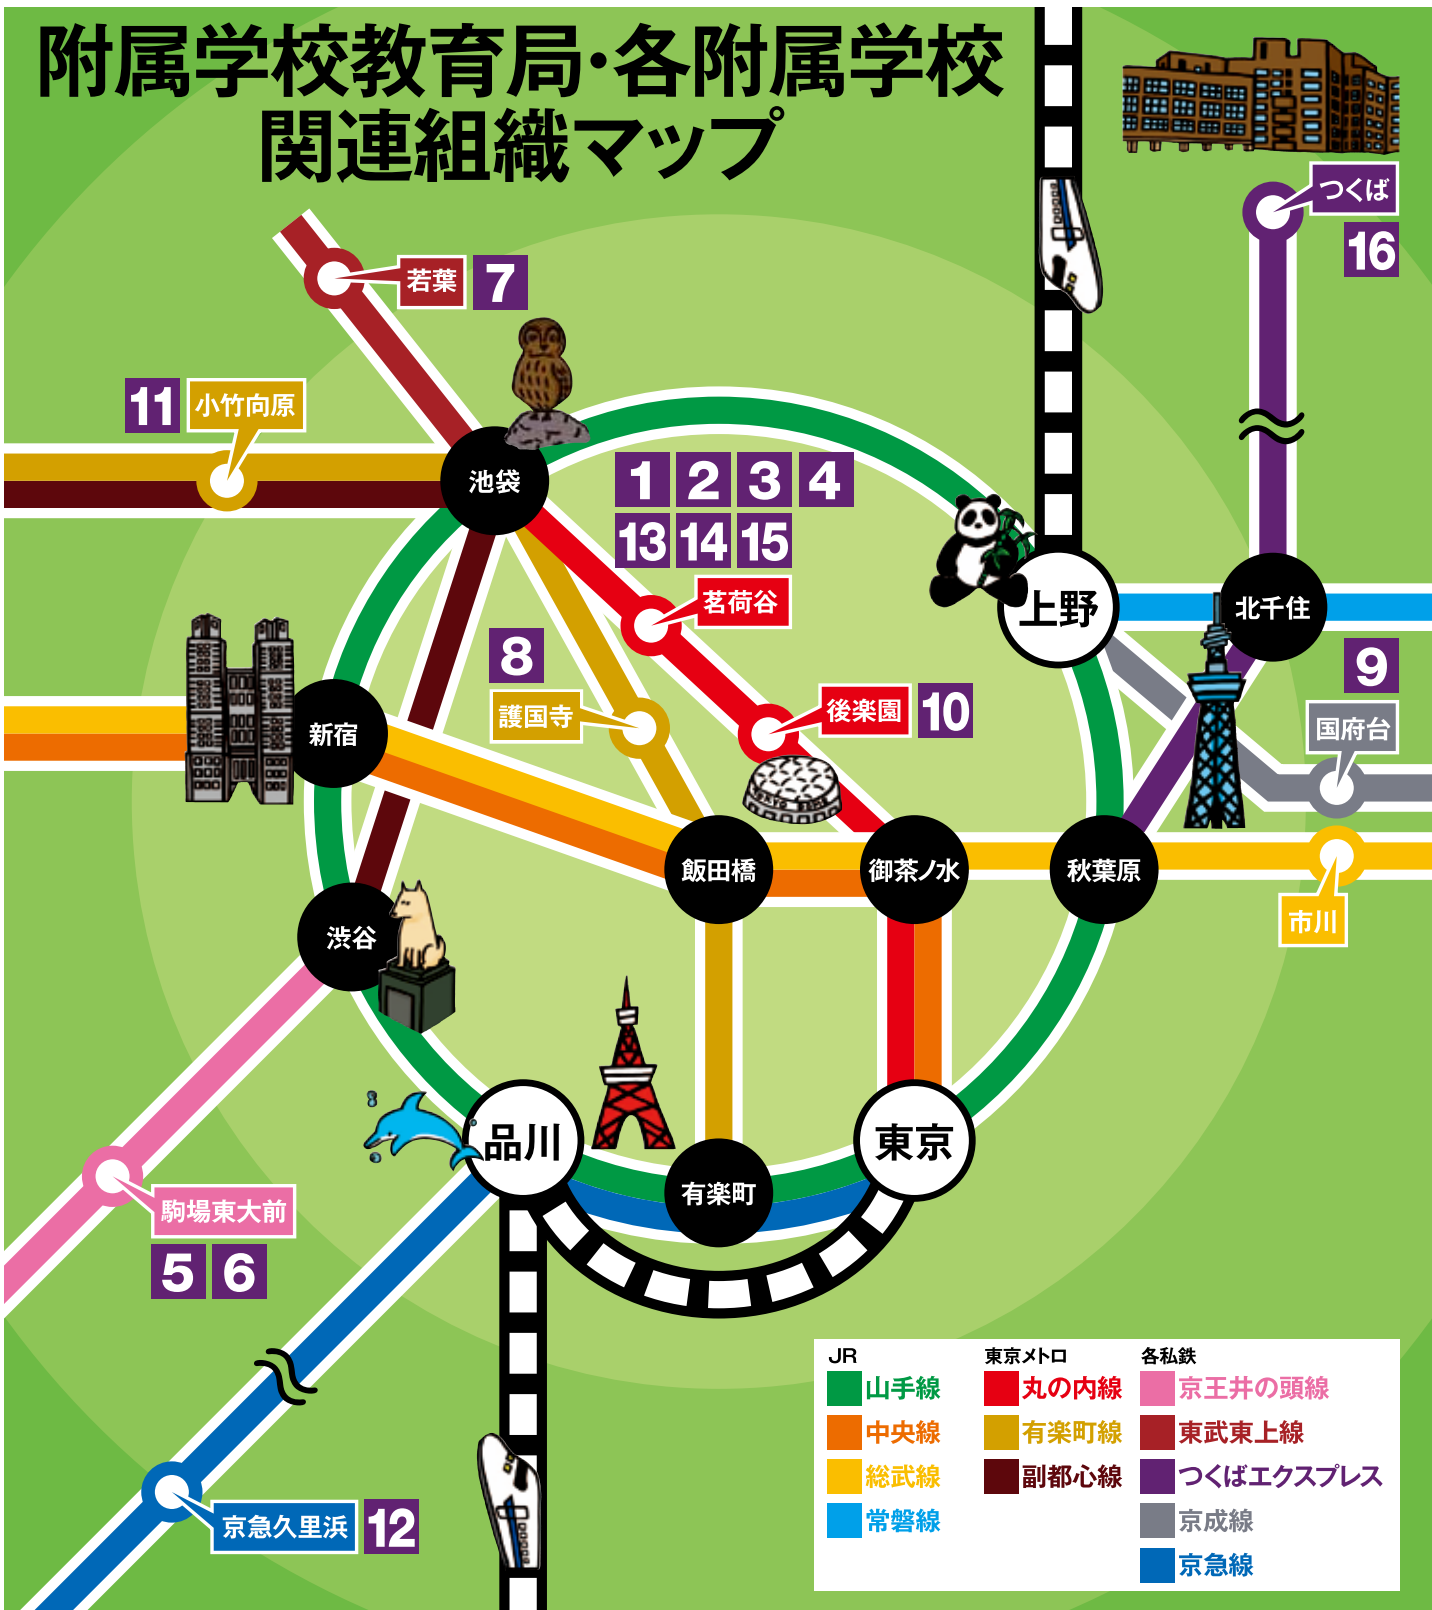 附属学校教育局・各附属学校
関連組織マップ
つくば
16
若葉
7
11
小竹向原
池袋
1 2 3 4
13 14 15
茗荷谷
上野
北千住
8
護国寺
後楽園
10
9
国府台
新宿
TOKYO DOME
飯田橋
御茶ノ水
秋葉原
市川
渋谷
品川
東京
有楽町
駒場東大前
5 6
京急久里浜
12
JR
山手線
中央線
総武線
常磐線
東京メトロ
丸の内線
有楽町線
副都心線
各私鉄
京王井の頭線
東武東上線
つくばエクスプレス
京成線
京急線